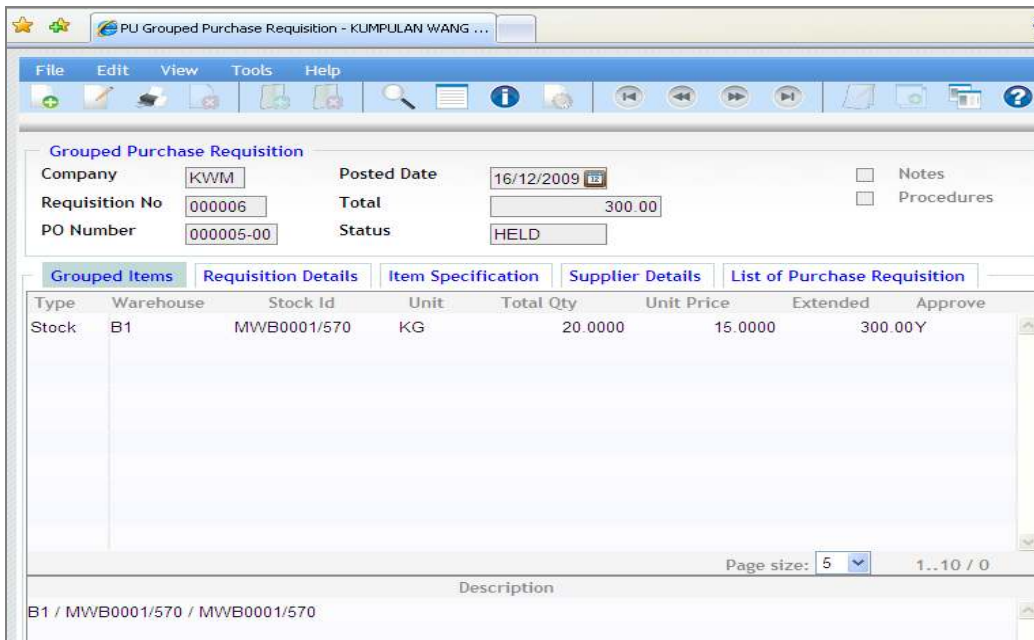 PU Grouped Purchase Requisition - KUMPULAN WANG ...
File Edit View Tools Help
Grouped Purchase Requisition
Company KWM Posted Date 16/12/2009 Notes
Requisition No 000006 Total 300.00 Procedures
PO Number 000005-00 Status HELD
Grouped Items Requisition Details Item Specification Supplier Details List of Purchase Requisition
Type Warehouse Stock Id Unit Total Qty Unit Price Extended Approve
Stock B1 MWB0001/570 KG 20.0000 15.0000 300.00 Y
Page size: 5 1..10 / 0
Description
B1 / MWB0001/570 / MWB0001/570